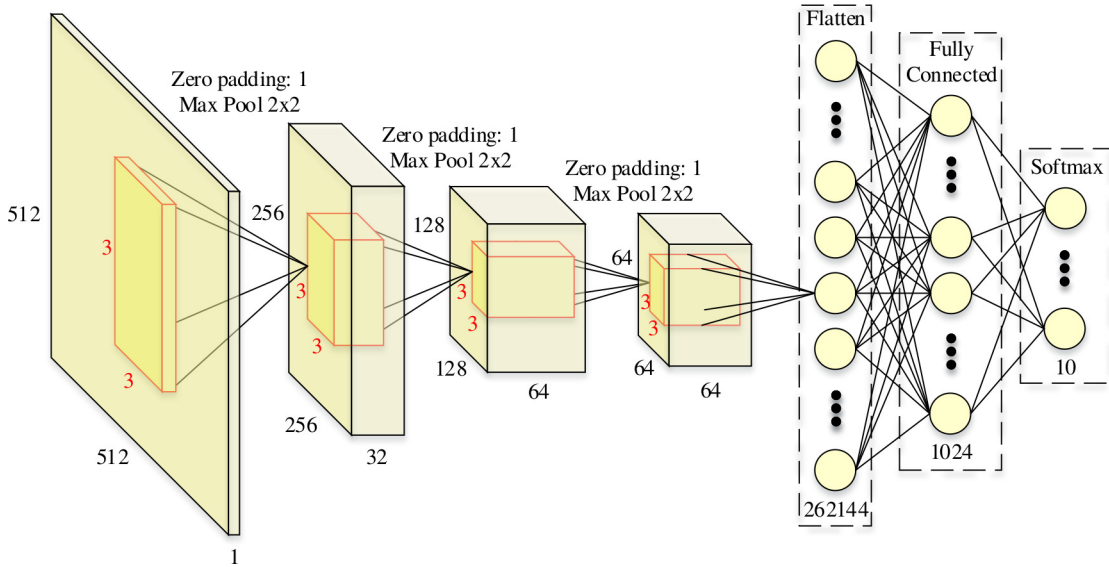 Flatten
Fully
Connected
Zero padding: 1
Max Pool 2x2
Zero padding: 1
Max Pool 2x2
Zero padding: 1
Max Pool 2x2
Softmax
512
3
3
512
1
256
3
3
256
32
128
3
3
128
64
64
3
3
64
64
262144
1024
10